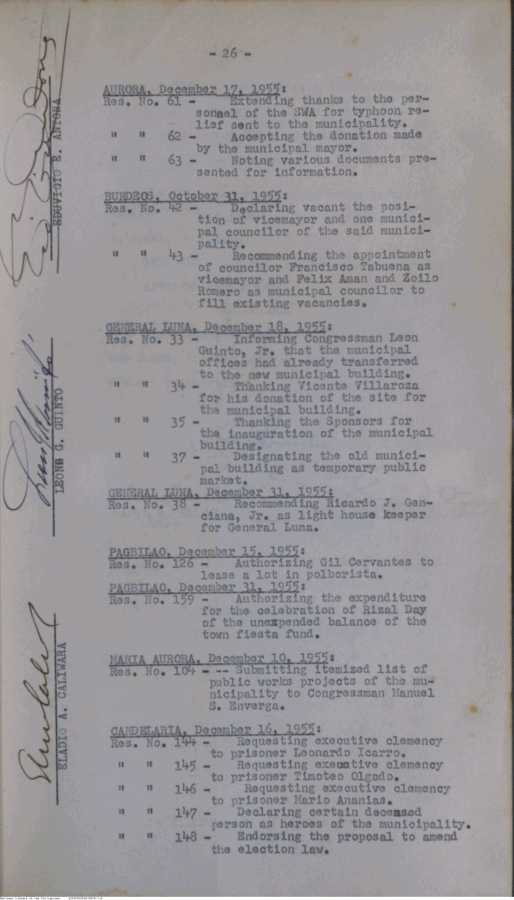 - 26 -
AURORA, December 17, 1955:
Res. No. 61 - Extending thanks to the per-
sonnel of the SWA for typhoon re-
lief sent to the municipality.
" " 62 - Accepting the donation made
by the municipal mayor.
" " 63 - Noting various documents pre-
sented for information.
BURDEOS, October 31, 1955:
Res. No. 42 - Declaring vacant the posi-
tion of vicemayor and one munici-
pal councilor of the said munici-
pality.
" " 43 - Recommending the appointment
of councilor Francisco Tabuena as
vicemayor and Felix Aman and Zoilo
Romero as municipal councilor to
fill existing vacancies.
GENERAL LUNA, December 18, 1955:
Res. No. 33 - Informing Congressman Leon
Guinto, Jr. that the municipal
offices had already transferred
to the new municipal building.
" " 34 - Thanking Vicente Villaroza
for his donation of the site for
the municipal building.
" " 35 - Thanking the Sponsors for
the inauguration of the municipal
building.
" " 37 - Designating the old munici-
pal building as temporary public
market.
GENERAL LUNA, December 31, 1955:
Res. No. 38 - Recommending Ricardo J. Gen-
ciana, Jr. as light house keeper
for General Luna.
PAGBILAO, December 15, 1955:
Res. No. 126 - Authorizing Gil Cervantes to
lease a lot in polborista.
PAGBILAO, December 31, 1955:
Res. No. 159 - Authorizing the expenditure
for the celebration of Rizal Day
of the unexpended balance of the
town fiesta fund.
MARIA AURORA, December 10, 1955:
Res. No. 104 - -- Submitting itemized list of
public works projects of the mu-
nicipality to Congressman Manuel
S. Enverga.
CANDELARIA, December 16, 1955:
Res. No. 144 - Requesting executive clemency
to prisoner Leonardo Icarro.
" " 145 - Requesting executive clemency
to prisoner Timoteo Olgado.
" " 146 - Requesting executive clemency
to prisoner Mario Ananias.
" " 147 - Declaring certain deceased
person as heroes of the municipality.
" " 148 - Endorsing the proposal to amend
the election law.
EDUVIGIO E. ANTONA
LEONE G. GUINTO
ELADIO A. CALIWARA